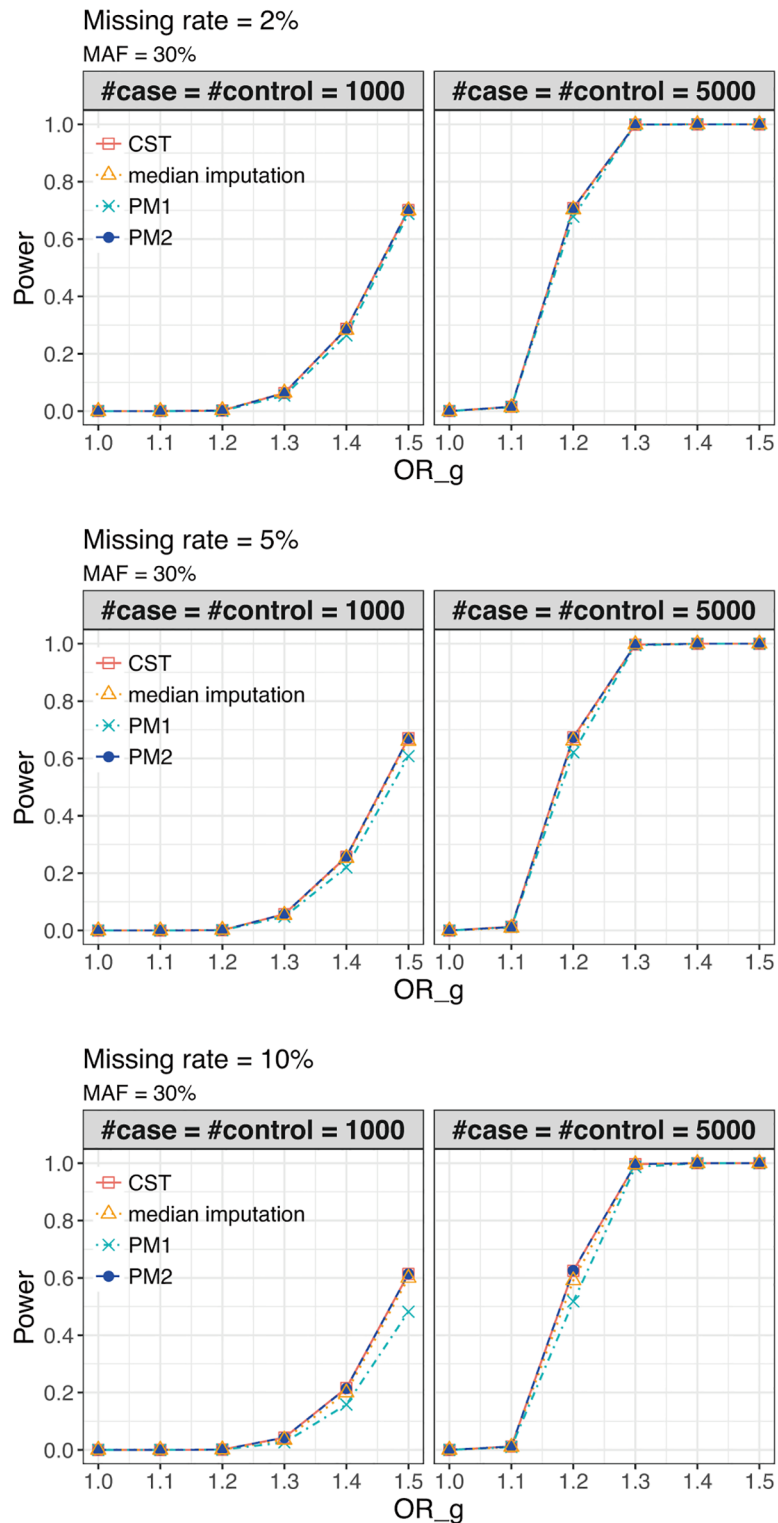 Missing rate = 2%
MAF = 30%
#case = #control = 1000
#case = #control = 5000
1.0
0.8
0.6
0.4
0.2
0.0
Power
CST
median imputation
PM1
PM2
1.0 1.1 1.2 1.3 1.4 1.5
1.0 1.1 1.2 1.3 1.4 1.5
OR_g
Missing rate = 5%
MAF = 30%
#case = #control = 1000
#case = #control = 5000
1.0
0.8
0.6
0.4
0.2
0.0
Power
CST
median imputation
PM1
PM2
1.0 1.1 1.2 1.3 1.4 1.5
1.0 1.1 1.2 1.3 1.4 1.5
OR_g
Missing rate = 10%
MAF = 30%
#case = #control = 1000
#case = #control = 5000
1.0
0.8
0.6
0.4
0.2
0.0
Power
CST
median imputation
PM1
PM2
1.0 1.1 1.2 1.3 1.4 1.5
1.0 1.1 1.2 1.3 1.4 1.5
OR_g